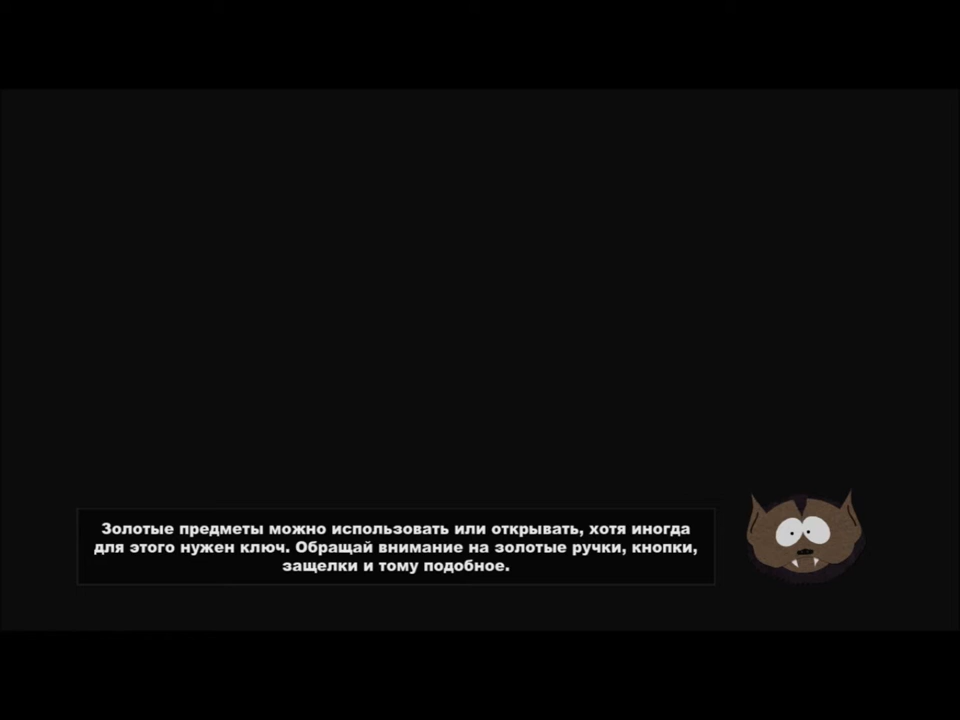 Золотые предметы можно использовать или открывать, хотя иногда
для этого нужен ключ. Обращай внимание на золотые ручки, кнопки,
защелки и тому подобное.